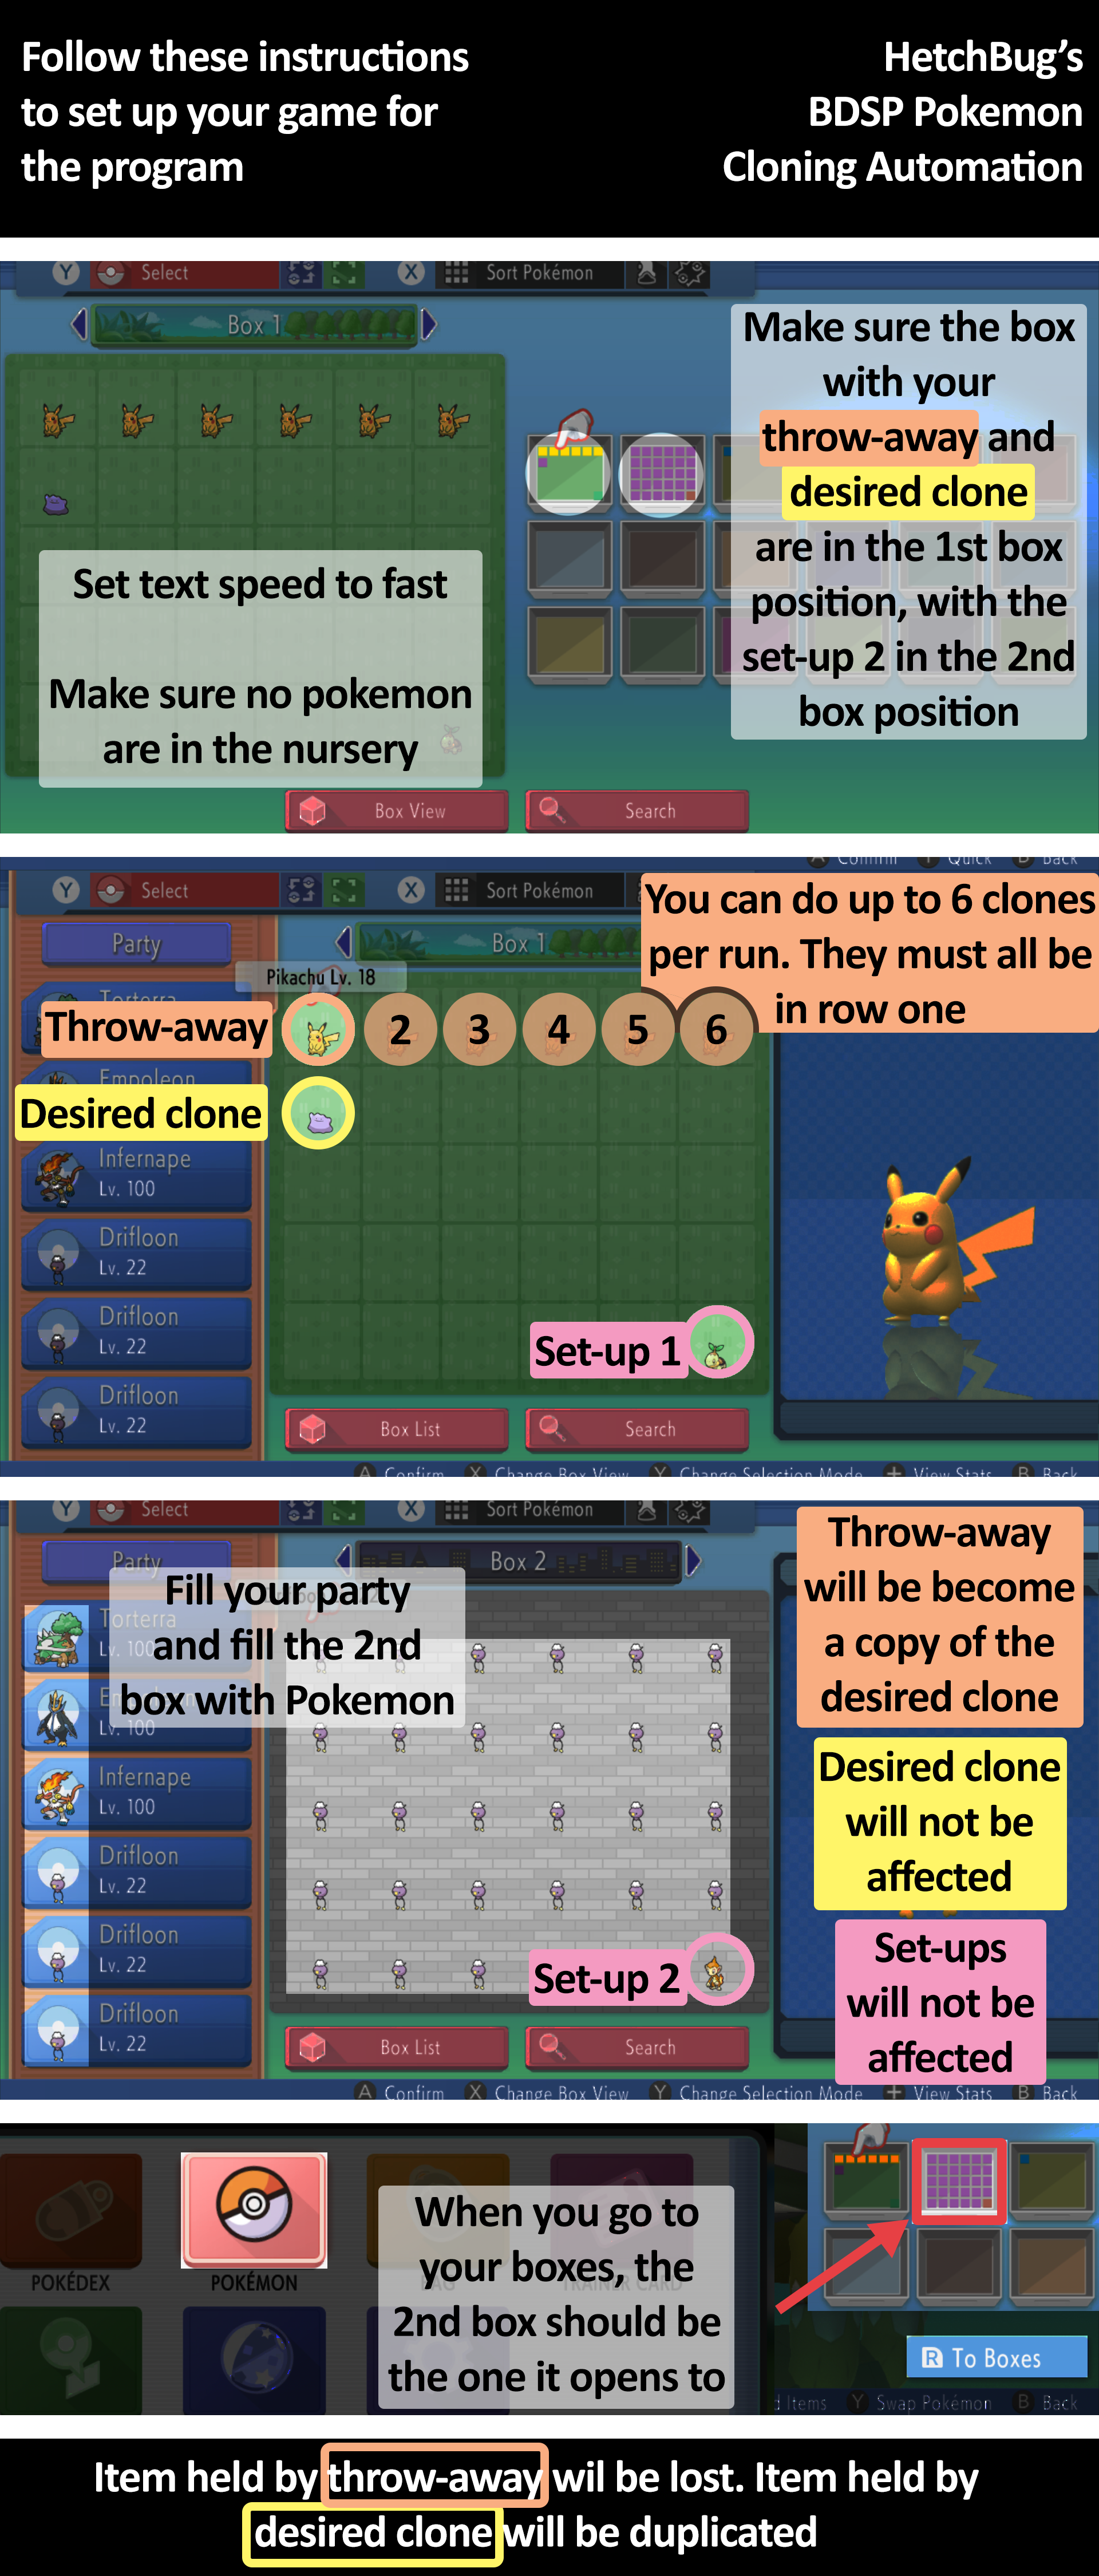 Follow these instructions
to set up your game for
the program
HetchBug's
BDSP Pokemon
Cloning Automation
Y Select
X Sort Pokémon
Box 1
Make sure the box
with your
throw-away and
desired clone
are in the 1st box
position, with the
set-up 2 in the 2nd
box position
Set text speed to fast
Make sure no pokemon
are in the nursery
Box View
Search
A Confirm Y Quick B Back
Y Select
X Sort Pokémon
You can do up to 6 clones
per run. They must all be
in row one
Party
Box 1
Pikachu Lv. 18
Torterra
Throw-away
2 3 4 5 6
Empoleon
Desired clone
Infernape
Lv. 100
Drifloon
Lv. 22
Drifloon
Lv. 22
Set-up 1
Drifloon
Lv. 22
Box List
Search
A Confirm X Change Box View Y Change Selection Mode + View Stats B Back
Y Select
X Sort Pokémon
Party
Box 2
Fill your party
and fill the 2nd
box with Pokemon
Torterra
Lv. 100
Lv. 100
Infernape
Lv. 100
Drifloon
Lv. 22
Drifloon
Lv. 22
Drifloon
Lv. 22
Set-up 2
Throw-away
will be become
a copy of the
desired clone
Desired clone
will not be
affected
Set-ups
will not be
affected
Box List
Search
A Confirm X Change Box View Y Change Selection Mode + View Stats B Back
POKÉDEX
POKÉMON
BAG
TRAINER CARD
When you go to
your boxes, the
2nd box should be
the one it opens to
R To Boxes
d Items Y Swap Pokémon B Back
Item held by throw-away wil be lost. Item held by
desired clone will be duplicated